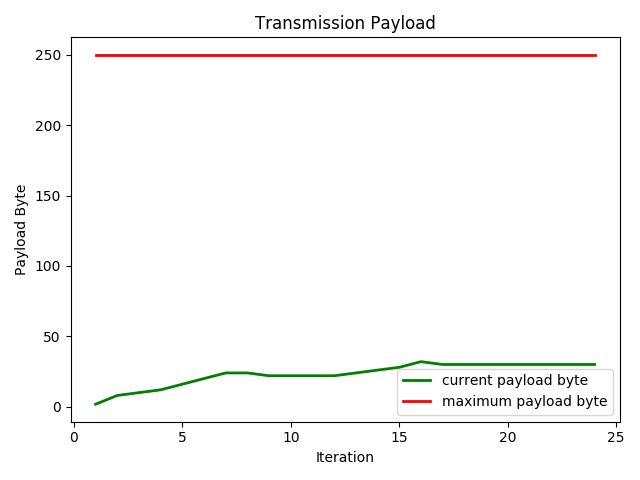 Transmission Payload
250
200
150
100
50
0
Payload Byte
current payload byte
maximum payload byte
0 5 10 15 20 25
Iteration